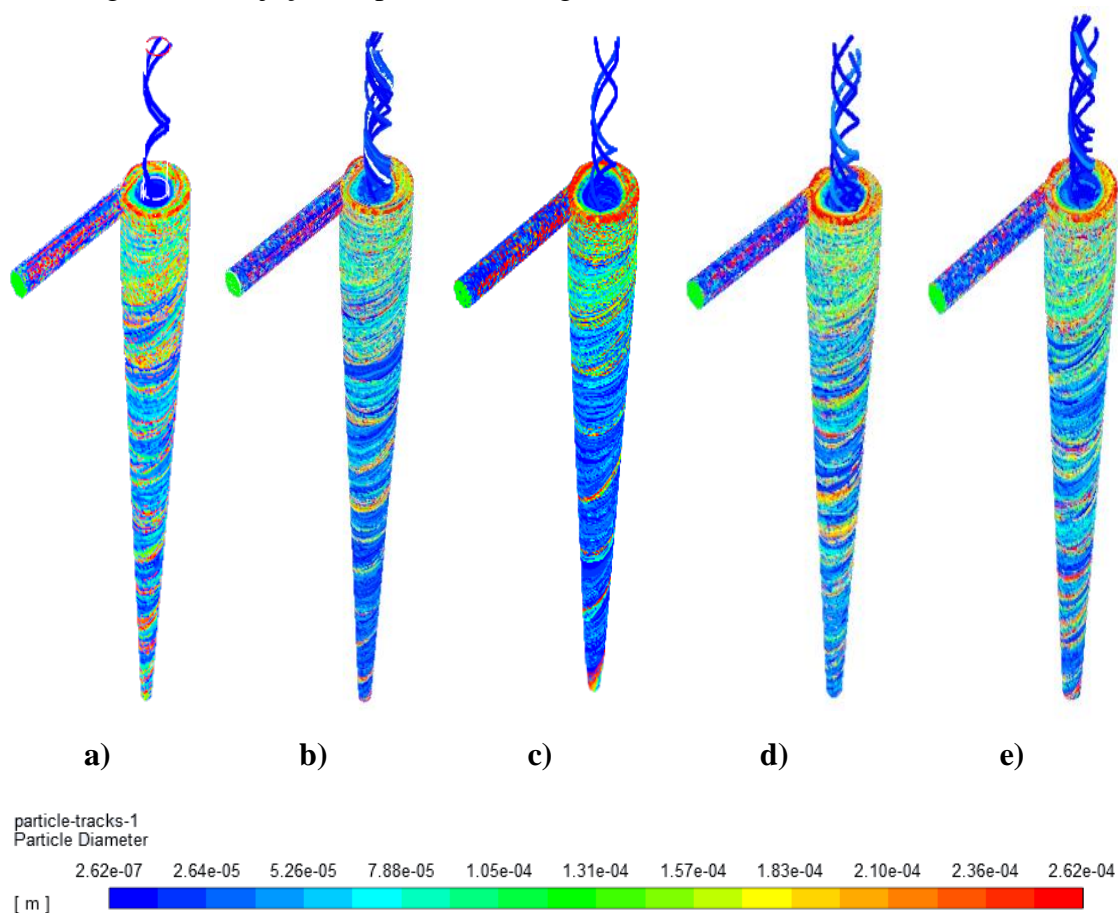 a) b) c) d) e)
particle-tracks-1
Particle Diameter
2.62e-07 2.64e-05 5.26e-05 7.88e-05 1.05e-04 1.31e-04 1.57e-04 1.83e-04 2.10e-04 2.36e-04 2.62e-04
[ m ]